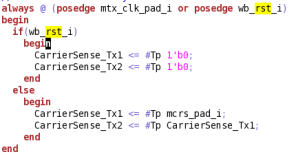 always @ (posedge mtx_clk_pad_i or posedge wb_rst_i)
begin
  if(wb_rst_i)
    begin
      CarrierSense_Tx1 <= #Tp 1'b0;
      CarrierSense_Tx2 <= #Tp 1'b0;
    end
  else
    begin
      CarrierSense_Tx1 <= #Tp mcrs_pad_i;
      CarrierSense_Tx2 <= #Tp CarrierSense_Tx1;
    end
end